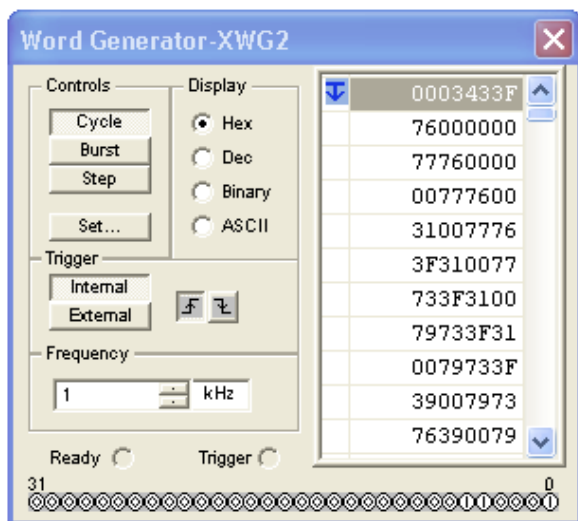 Word Generator-XWG2
Controls
Cycle
Burst
Step
Set...
Display
Hex
Dec
Binary
ASCII
Trigger
Internal
External
Frequency
1 kHz
Ready Trigger
0003433F
76000000
77760000
00777600
31007776
3F310077
733F3100
79733F31
0079733F
39007973
76390079
31 0